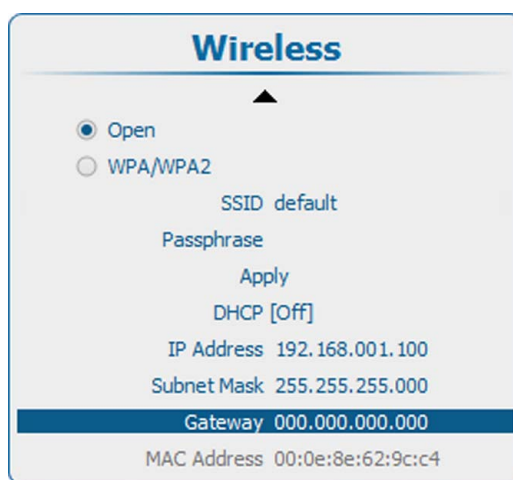 Wireless
Open
WPA/WPA2
SSID default
Passphrase
Apply
DHCP [Off]
IP Address 192.168.001.100
Subnet Mask 255.255.255.000
Gateway 000.000.000.000
MAC Address 00:0e:8e:62:9c:c4